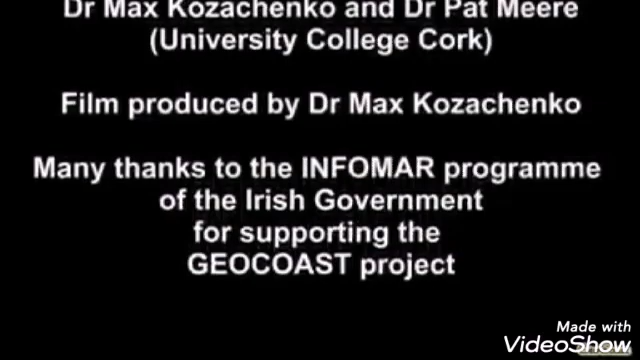 Dr Max Kozachenko and Dr Pat Meere
(University College Cork)
Film produced by Dr Max Kozachenko
Many thanks to the INFOMAR programme
of the Irish Government
for supporting the
GEOCOAST project
Made with
VideoShow